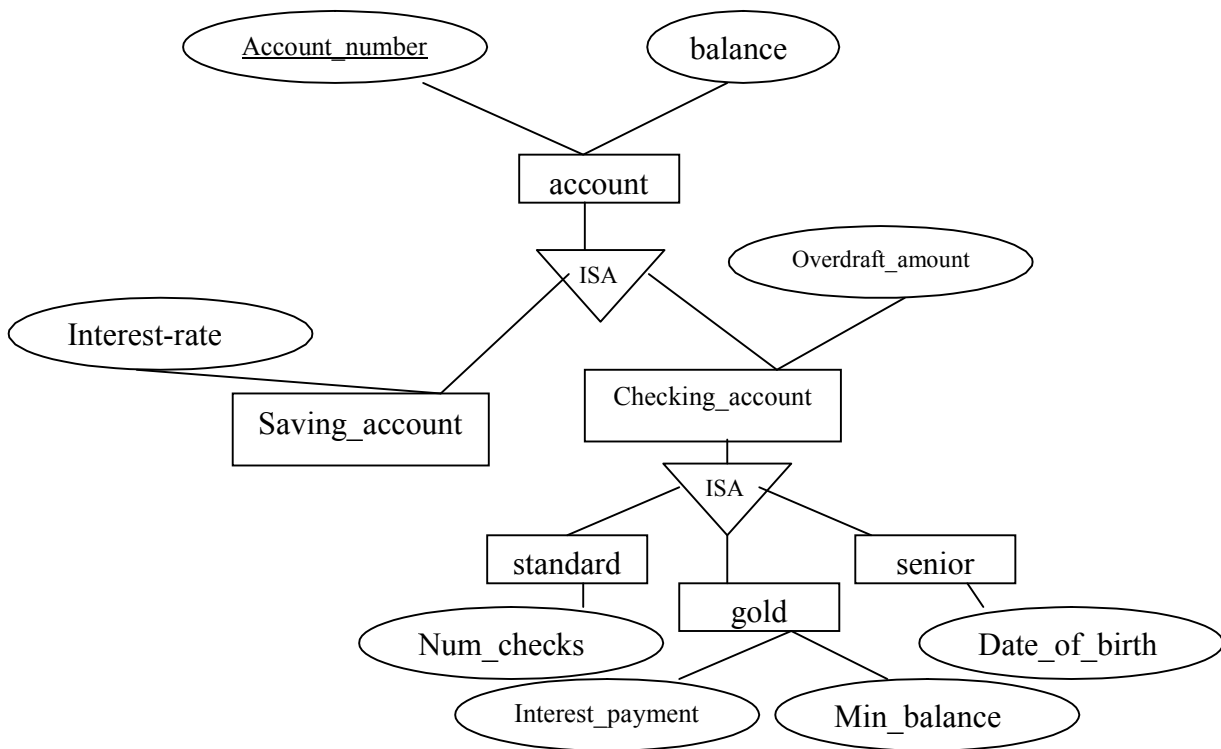 Account_number
balance
account
ISA
Overdraft_amount
Interest-rate
Checking_account
Saving_account
ISA
standard
senior
gold
Num_checks
Date_of_birth
Interest_payment
Min_balance